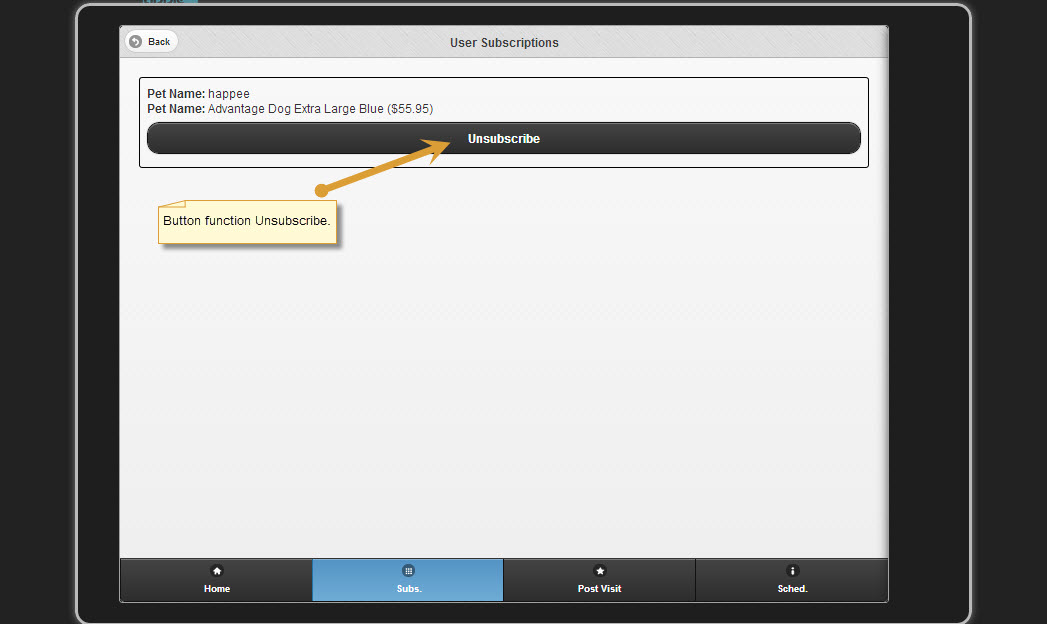 Back
User Subscriptions
Pet Name: happee
Pet Name: Advantage Dog Extra Large Blue ($55.95)
Unsubscribe
Button function Unsubscribe.
Home
Subs.
Post Visit
Sched.